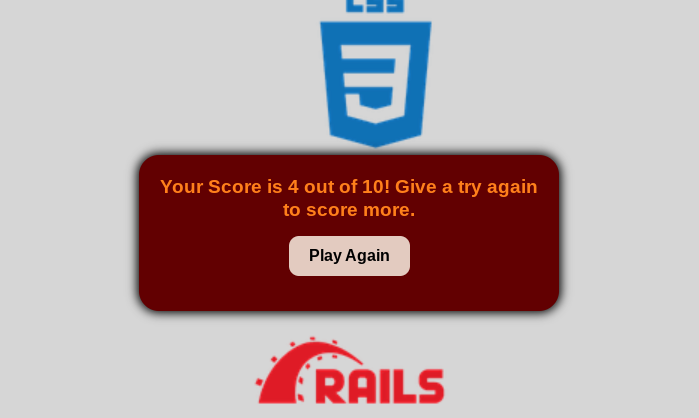 CSS
Your Score is 4 out of 10! Give a try again
to score more.
Play Again
RAILS